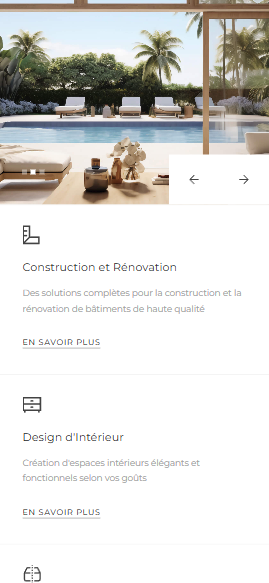 Construction et Rénovation
Des solutions complètes pour la construction et la
rénovation de bâtiments de haute qualité
EN SAVOIR PLUS
Design d'Intérieur
Création d'espaces intérieurs élégants et
fonctionnels selon vos goûts
EN SAVOIR PLUS